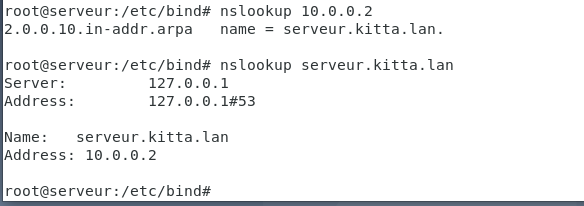 root@serveur:/etc/bind# nslookup 10.0.0.2
2.0.0.10.in-addr.arpa   name = serveur.kitta.lan.
root@serveur:/etc/bind# nslookup serveur.kitta.lan
Server:         127.0.0.1
Address:        127.0.0.1#53
Name:   serveur.kitta.lan
Address: 10.0.0.2
root@serveur:/etc/bind#